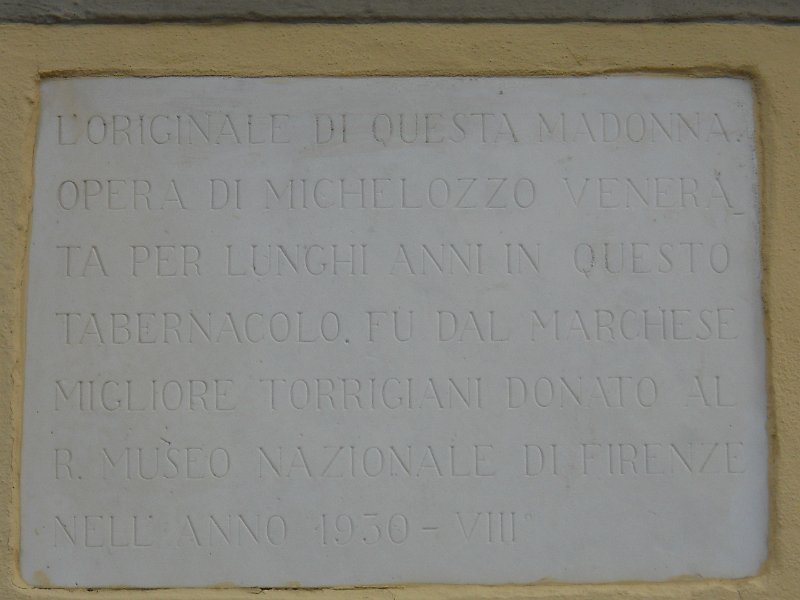 L'ORIGINALE DI QUESTA MADONNA.
OPERA DI MICHELOZZO VENERA_
TA PER LUNGHI ANNI IN QUESTO
TABERNACOLO. FU DAL MARCHESE
MIGLIORE TORRIGIANI DONATO AL
R. MUSEO NAZIONALE DI FIRENZE
NELL' ANNO 1930 - VIII°